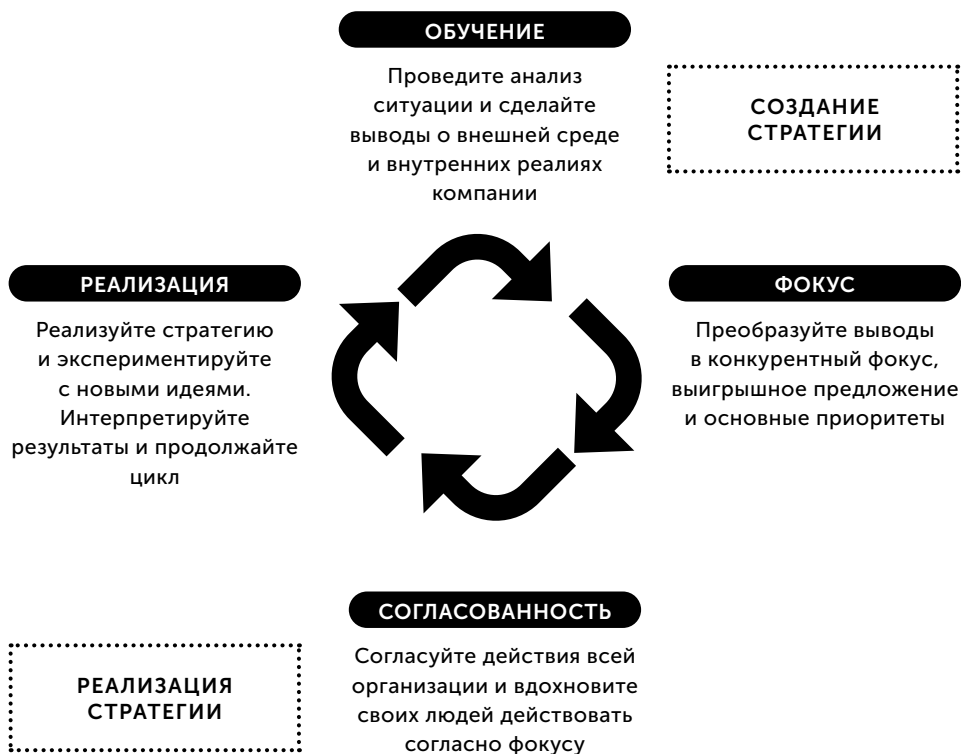 ОБУЧЕНИЕ
Проведите анализ
ситуации и сделайте
выводы о внешней среде
и внутренних реалиях
компании
СОЗДАНИЕ
СТРАТЕГИИ
РЕАЛИЗАЦИЯ
Реализуйте стратегию
и экспериментируйте
с новыми идеями.
Интерпретируйте
результаты и продолжайте
цикл
ФОКУС
Преобразуйте выводы
в конкурентный фокус,
выигрышное предложение
и основные приоритеты
СОГЛАСОВАННОСТЬ
Согласуйте действия всей
организации и вдохновите
своих людей действовать
согласно фокусу
РЕАЛИЗАЦИЯ
СТРАТЕГИИ